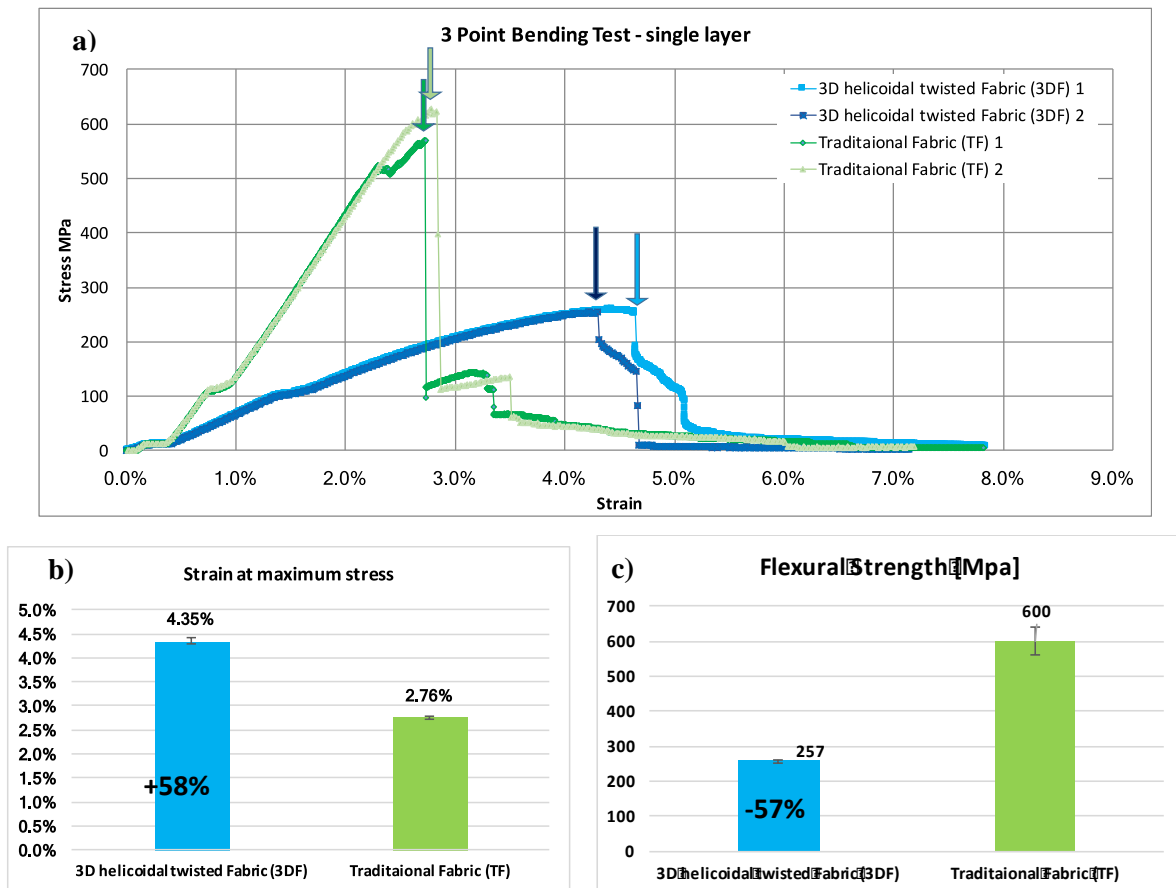 a)
3 Point Bending Test - single layer
700
600
500
400
300
200
100
0
Stress MPa
3D helicoidal twisted Fabric (3DF) 1
3D helicoidal twisted Fabric (3DF) 2
Traditaional Fabric (TF) 1
Traditaional Fabric (TF) 2
0.0% 1.0% 2.0% 3.0% 4.0% 5.0% 6.0% 7.0% 8.0% 9.0%
Strain
b)
Strain at maximum stress
5.0%
4.5%
4.0%
3.5%
3.0%
2.5%
2.0%
1.5%
1.0%
0.5%
0.0%
4.35%
2.76%
+58%
3D helicoidal twisted Fabric (3DF) Traditaional Fabric (TF)
c)
Flexural Strength [Mpa]
700
600
500
400
300
200
100
0
600
257
-57%
3D helicoidal twisted Fabric (3DF) Traditaional Fabric (TF)